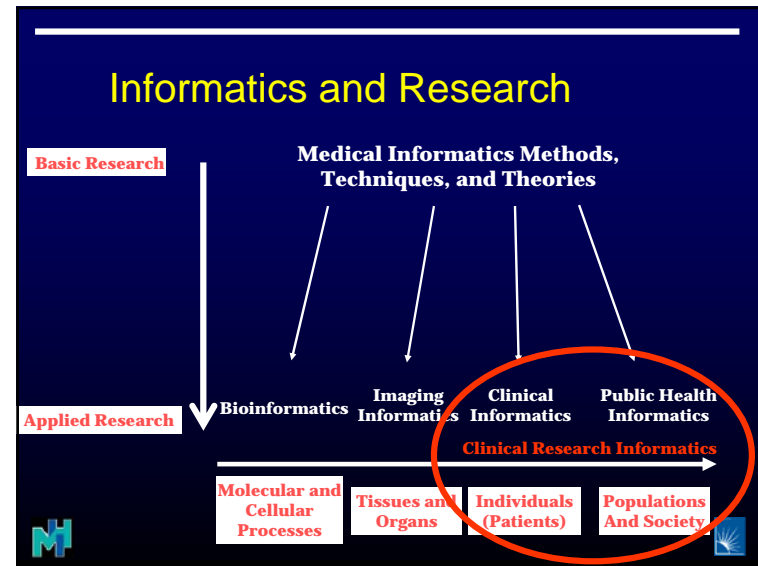 Informatics and Research
Basic Research
Medical Informatics Methods,
Techniques, and Theories
Applied Research
Bioinformatics
Imaging
Informatics
Clinical
Informatics
Public Health
Informatics
Clinical Research Informatics
Molecular and
Cellular
Processes
Tissues and
Organs
Individuals
(Patients)
Populations
And Society